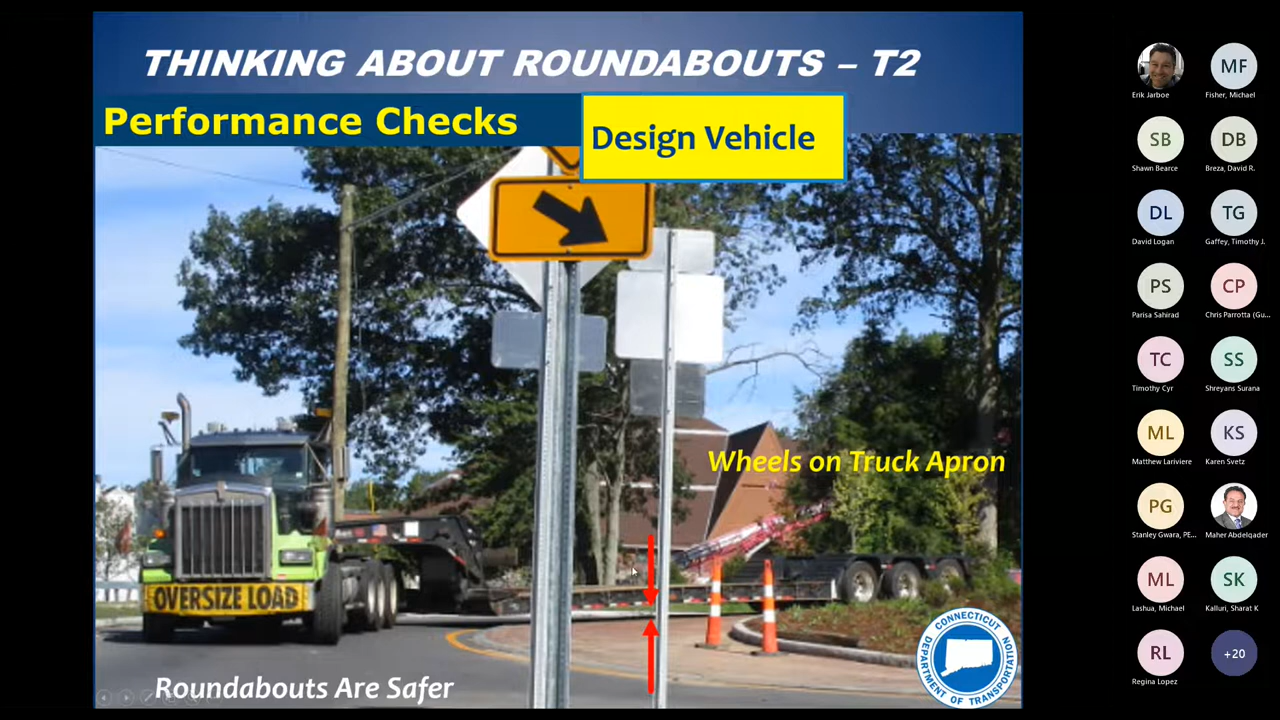 THINKING ABOUT ROUNDABOUTS – T2
Performance Checks
Design Vehicle
Wheels on Truck Apron
OVERSIZE LOAD
Roundabouts Are Safer
CONNECTICUT
DEPARTMENT OF TRANSPORTATION
Erik Jarboe
MF
Fisher, Michael
SB
Shawn Bearce
DB
Breza, David R.
DL
David Logan
TG
Gaffey, Timothy J.
PS
Parisa Sahirad
CP
Chris Parrotta (Gu...
TC
Timothy Cyr
SS
Shreyans Surana
ML
Matthew Lariviere
KS
Karen Svetz
PG
Stanley Gwara, PE...
Maher Abdelqader
ML
Lashua, Michael
SK
Kalluri, Sharat K
RL
Regina Lopez
+20